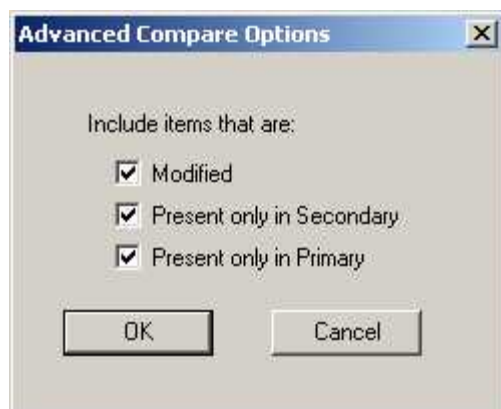 Advanced Compare Options
Include items that are:
Modified
Present only in Secondary
Present only in Primary
OK Cancel